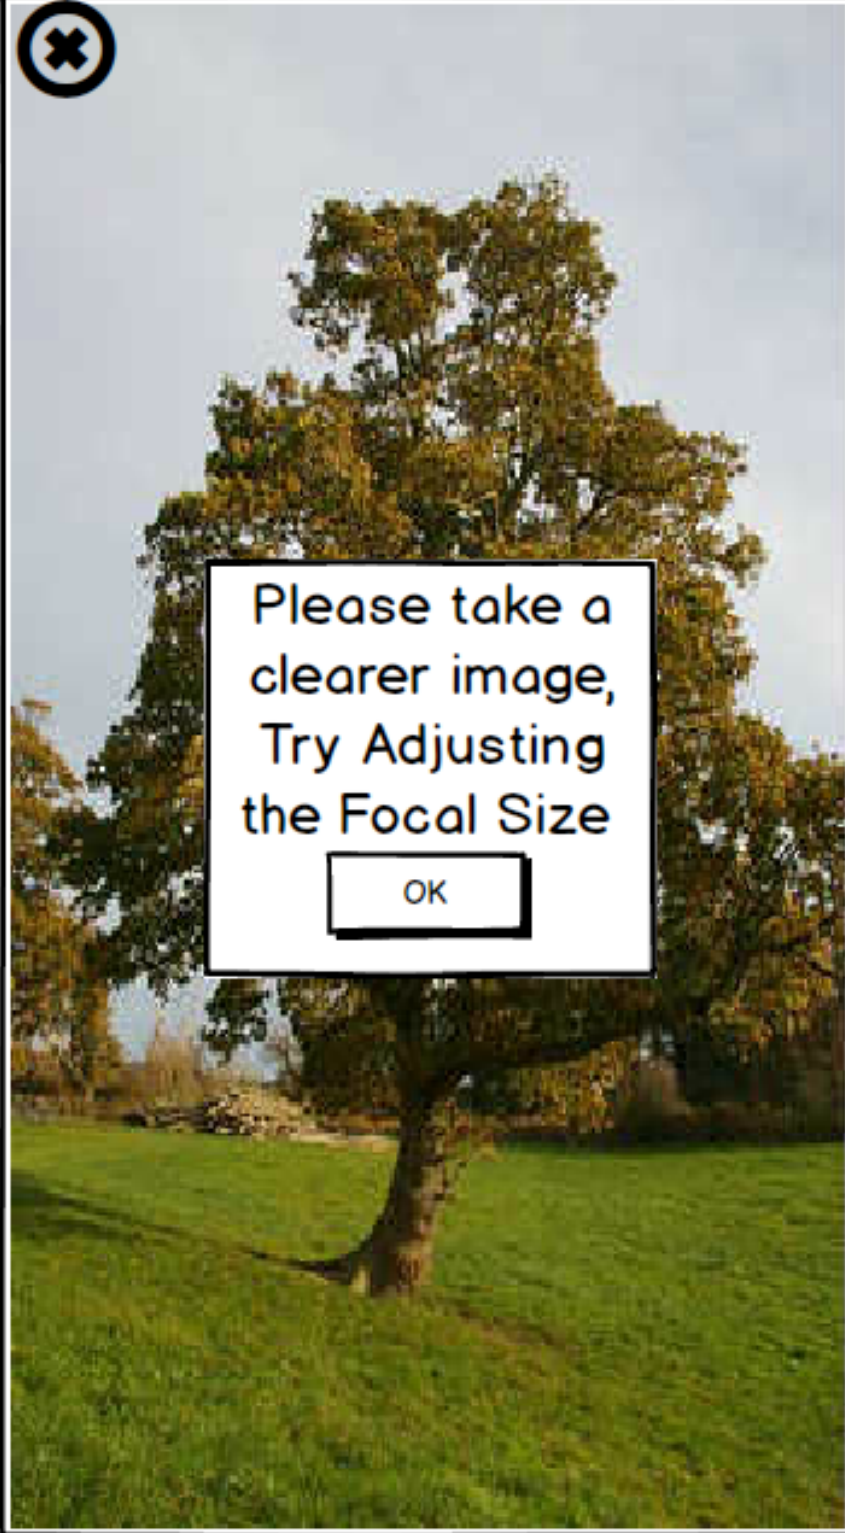 Please take a
clearer image,
Try Adjusting
the Focal Size
OK